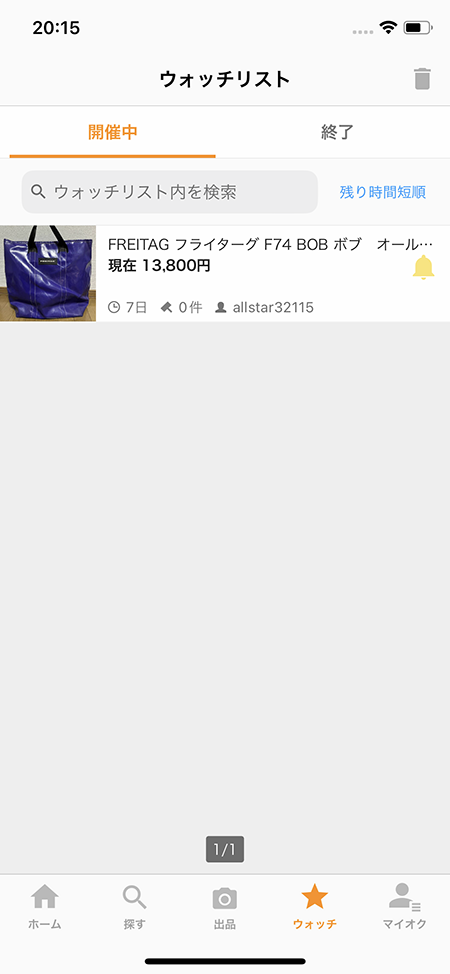 20:15
ウォッチリスト
開催中
終了
ウォッチリスト内を検索
残り時間短順
FREITAG フライターグ F74 BOB ボブ　オール…
現在 13,800円
7日 0件 allstar32115
1/1
ホーム
探す
出品
ウォッチ
マイオク